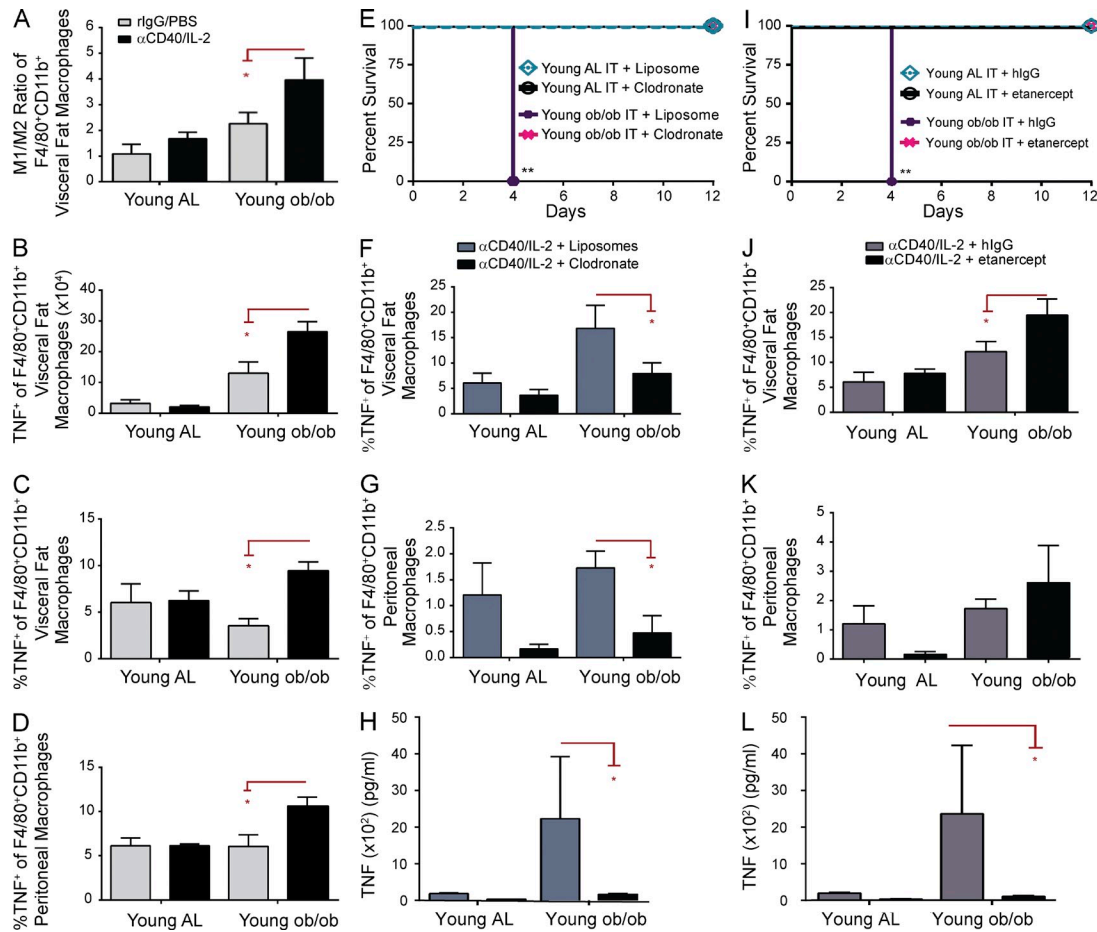 A
rIgG/PBS
αCD40/IL-2
M1/M2 Ratio of
F4/80⁺CD11b⁺
Visceral Fat Macrophages
6
5
4
3
2
1
0
*
Young AL
Young ob/ob
B
TNF⁺ of F4/80⁺CD11b⁺
Visceral Fat
Macrophages (x10⁴)
40
30
20
10
0
*
Young AL
Young ob/ob
C
%TNF⁺ of F4/80⁺CD11b⁺
Visceral Fat
Macrophages
15
10
5
0
*
Young AL
Young ob/ob
D
%TNF⁺ of F4/80⁺CD11b⁺
Peritoneal Macrophages
15
10
5
0
*
Young AL
Young ob/ob
E
Percent Survival
100
75
50
25
0
Young AL IT + Liposome
Young AL IT + Clodronate
Young ob/ob IT + Liposome
Young ob/ob IT + Clodronate
**
0 2 4 6 8 10 12
Days
F
αCD40/IL-2 + Liposomes
αCD40/IL-2 + Clodronate
%TNF⁺ of F4/80⁺CD11b⁺
Visceral Fat
Macrophages
25
20
15
10
5
0
*
Young AL
Young ob/ob
G
%TNF⁺ of F4/80⁺CD11b⁺
Peritoneal
Macrophages
2.5
2.0
1.5
1.0
0.5
0.0
*
Young AL
Young ob/ob
H
TNF (x10²) (pg/ml)
50
40
30
20
10
0
*
Young AL
Young ob/ob
I
Percent Survival
100
75
50
25
0
Young AL IT + hIgG
Young AL IT + etanercept
Young ob/ob IT + hIgG
Young ob/ob IT + etanercept
**
0 2 4 6 8 10 12
Days
J
αCD40/IL-2 + hIgG
αCD40/IL-2 + etanercept
%TNF⁺ of F4/80⁺CD11b⁺
Visceral Fat
Macrophages
25
20
15
10
5
0
*
Young AL
Young ob/ob
K
%TNF⁺ of F4/80⁺CD11b⁺
Peritoneal
Macrophages
5
4
3
2
1
0
Young AL
Young ob/ob
L
TNF (x10²) (pg/ml)
50
40
30
20
10
0
*
Young AL
Young ob/ob